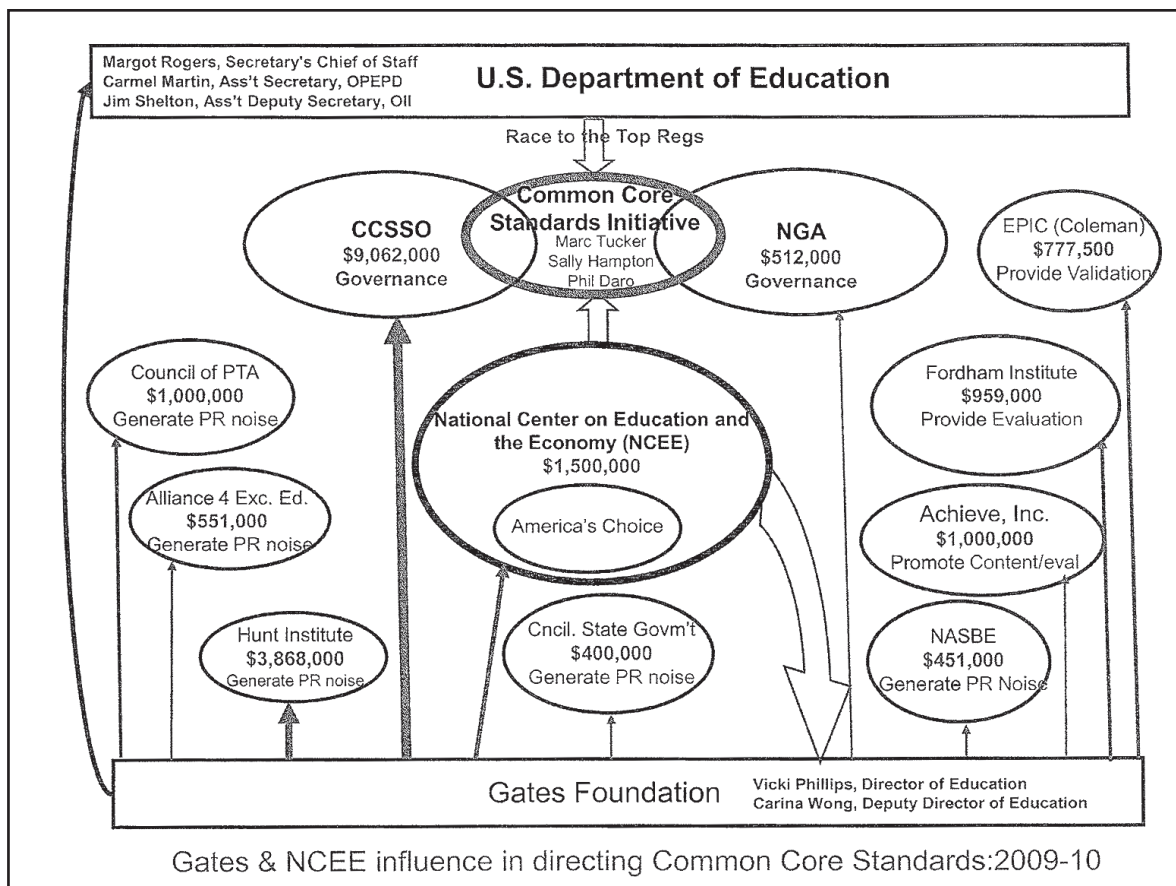 Margot Rogers, Secretary's Chief of Staff
Carmel Martin, Ass't Secretary, OPEPD
Jim Shelton, Ass't Deputy Secretary, OII
U.S. Department of Education
Race to the Top Regs
Common Core
Standards Initiative
Marc Tucker
Sally Hampton
Phil Daro
CCSSO
$9,062,000
Governance
NGA
$512,000
Governance
EPIC (Coleman)
$777,500
Provide Validation
Council of PTA
$1,000,000
Generate PR noise
National Center on Education and
the Economy (NCEE)
$1,500,000
America's Choice
Fordham Institute
$959,000
Provide Evaluation
Alliance 4 Exc. Ed.
$551,000
Generate PR noise
Achieve, Inc.
$1,000,000
Promote Content/eval
Hunt Institute
$3,868,000
Generate PR noise
Cncil. State Govm't
$400,000
Generate PR noise
NASBE
$451,000
Generate PR Noise
Gates Foundation
Vicki Phillips, Director of Education
Carina Wong, Deputy Director of Education
Gates & NCEE influence in directing Common Core Standards:2009-10